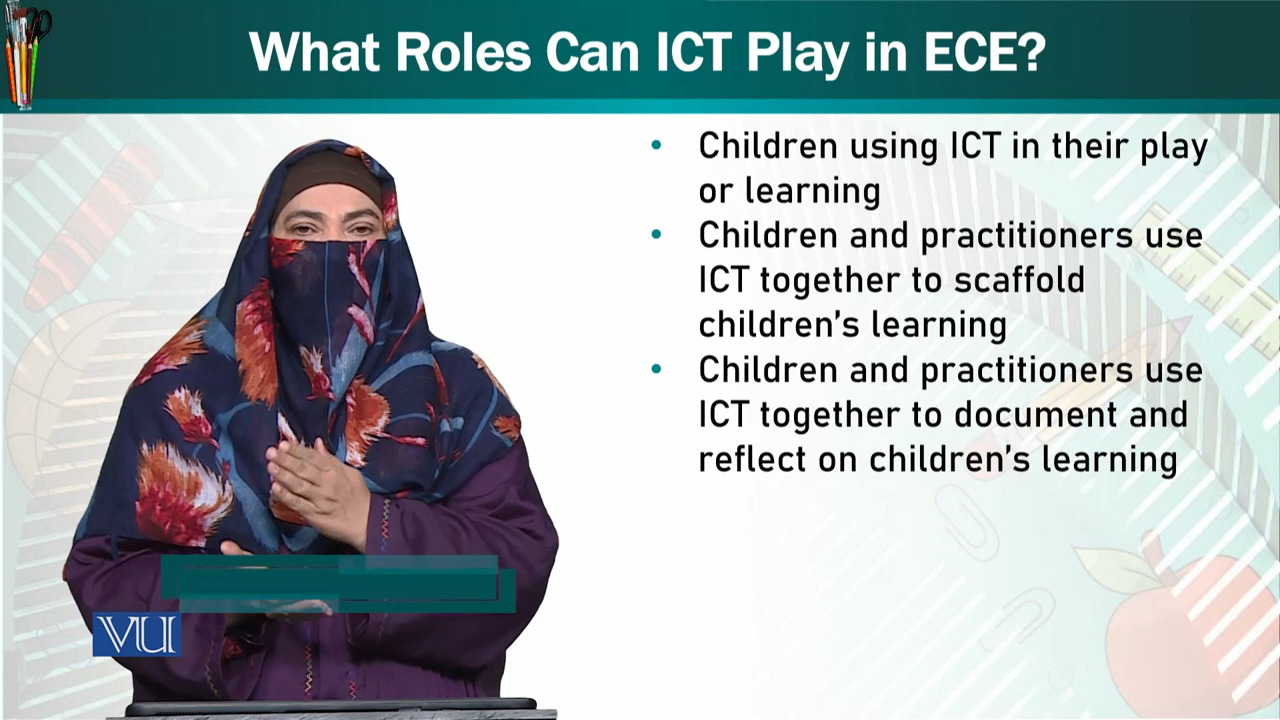 What Roles Can ICT Play in ECE?
• Children using ICT in their play
or learning
• Children and practitioners use
ICT together to scaffold
children’s learning
• Children and practitioners use
ICT together to document and
reflect on children’s learning
VU